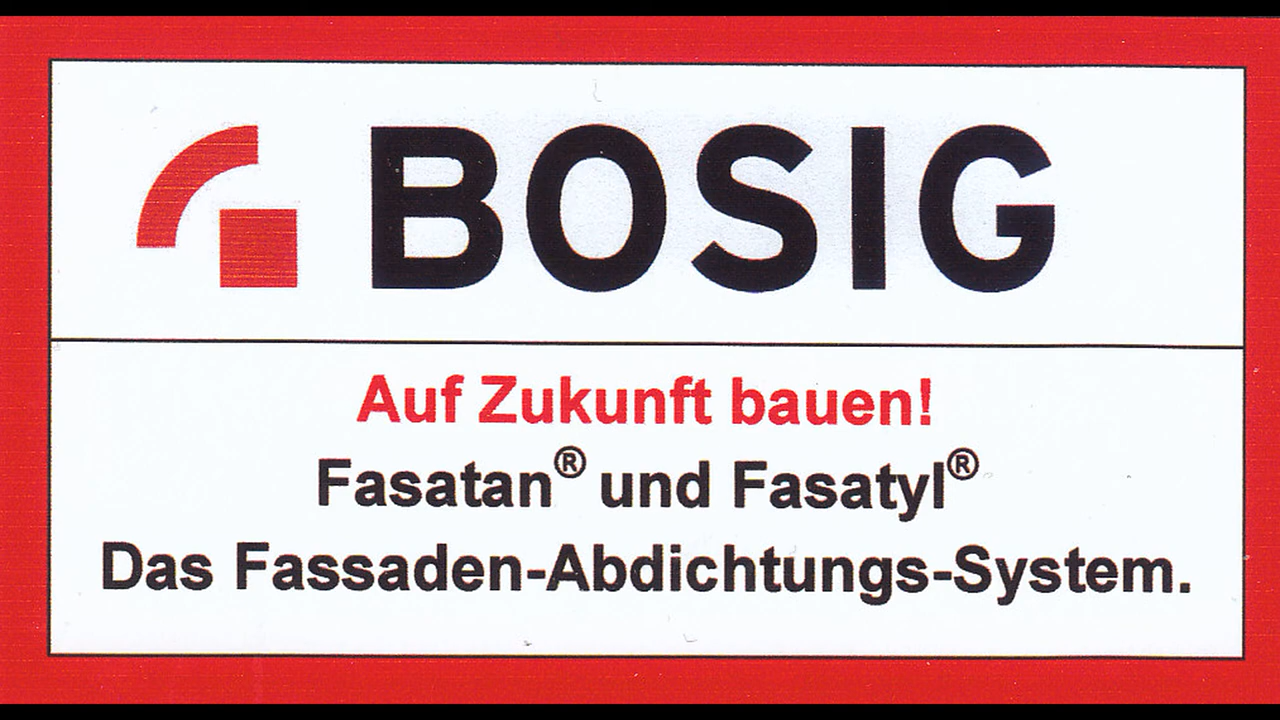 BOSIG
Auf Zukunft bauen!
Fasatan® und Fasatyl®
Das Fassaden-Abdichtungs-System.